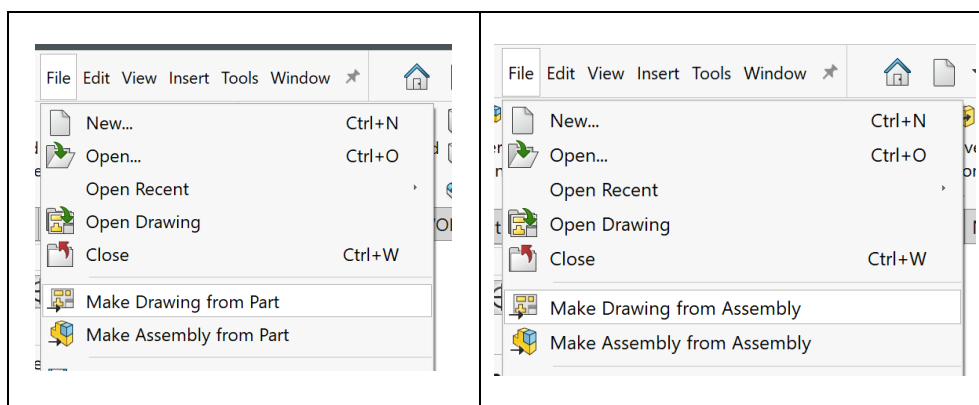 File Edit View Insert Tools Window
New... Ctrl+N
Open... Ctrl+O
Open Recent
Open Drawing
Close Ctrl+W
Make Drawing from Part
Make Assembly from Part
File Edit View Insert Tools Window
New... Ctrl+N
Open... Ctrl+O
Open Recent
Open Drawing
Close Ctrl+W
Make Drawing from Assembly
Make Assembly from Assembly